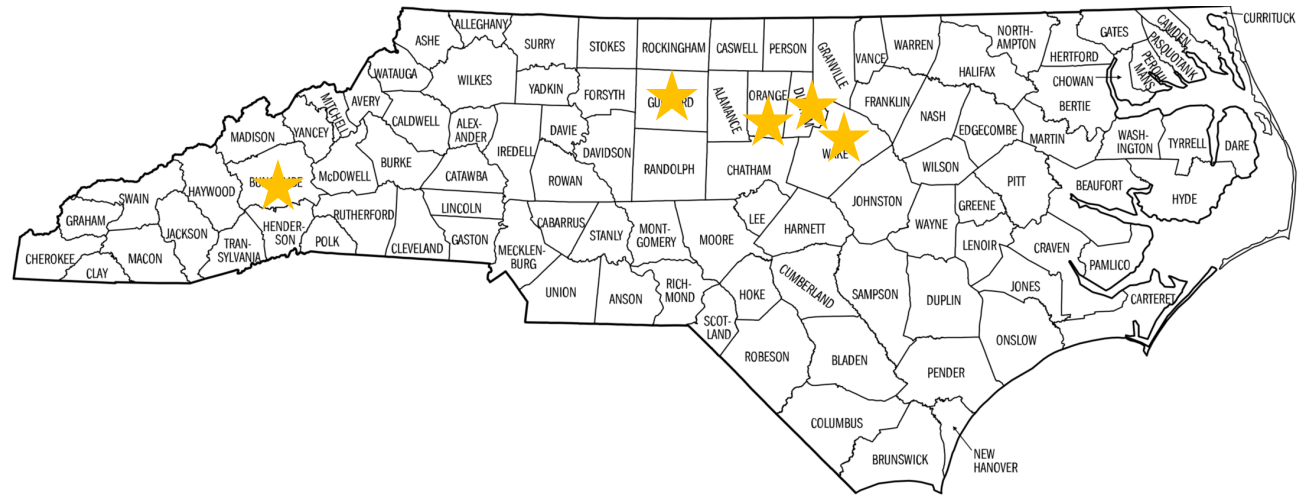 ALLEGHANY
ASHE
SURRY
STOKES
ROCKINGHAM
CASWELL
PERSON
GRANVILLE
VANCE
WARREN
NORTH-
AMPTON
GATES
CAMDEN
PASQUOTANK
PERQUI-
MANS
CURRITUCK
HERTFORD
WATAUGA
WILKES
YADKIN
FORSYTH
ALAMANCE
ORANGE
FRANKLIN
HALIFAX
CHOWAN
BERTIE
MITCHELL
AVERY
CALDWELL
ALEX-
ANDER
DAVIE
NASH
EDGECOMBE
MARTIN
WASH-
INGTON
TYRRELL
DARE
MADISON
YANCEY
IREDELL
DAVIDSON
WAKE
BURKE
McDOWELL
CATAWBA
ROWAN
RANDOLPH
CHATHAM
WILSON
PITT
BEAUFORT
HYDE
HAYWOOD
SWAIN
GRAHAM
JACKSON
HENDER-
SON
RUTHERFORD
LINCOLN
JOHNSTON
GREENE
CHEROKEE
CLAY
MACON
TRAN-
SYLVANIA
POLK
CLEVELAND
GASTON
MECKLEN-
BURG
CABARRUS
STANLY
MONT-
GOMERY
MOORE
LEE
HARNETT
WAYNE
LENOIR
CRAVEN
PAMLICO
UNION
ANSON
RICH-
MOND
HOKE
CUMBERLAND
SAMPSON
DUPLIN
JONES
CARTERET
SCOT-
LAND
ROBESON
BLADEN
ONSLOW
PENDER
COLUMBUS
BRUNSWICK
NEW
HANOVER